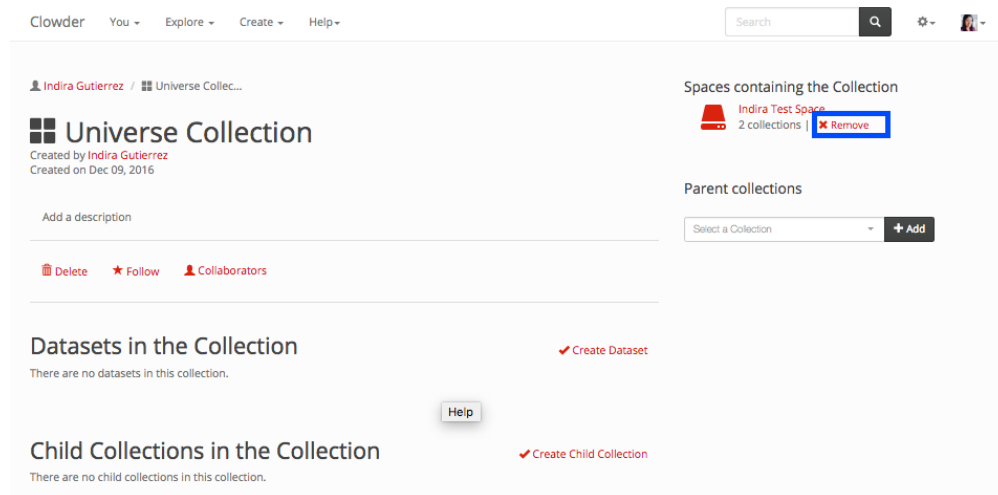 Clowder You Explore Create Help Search
Indira Gutierrez / Universe Collec...
Universe Collection
Created by Indira Gutierrez
Created on Dec 09, 2016
Add a description
Delete Follow Collaborators
Datasets in the Collection
Create Dataset
There are no datasets in this collection.
Help
Child Collections in the Collection
Create Child Collection
There are no child collections in this collection.
Spaces containing the Collection
Indira Test Space
2 collections | Remove
Parent collections
Select a Collection + Add